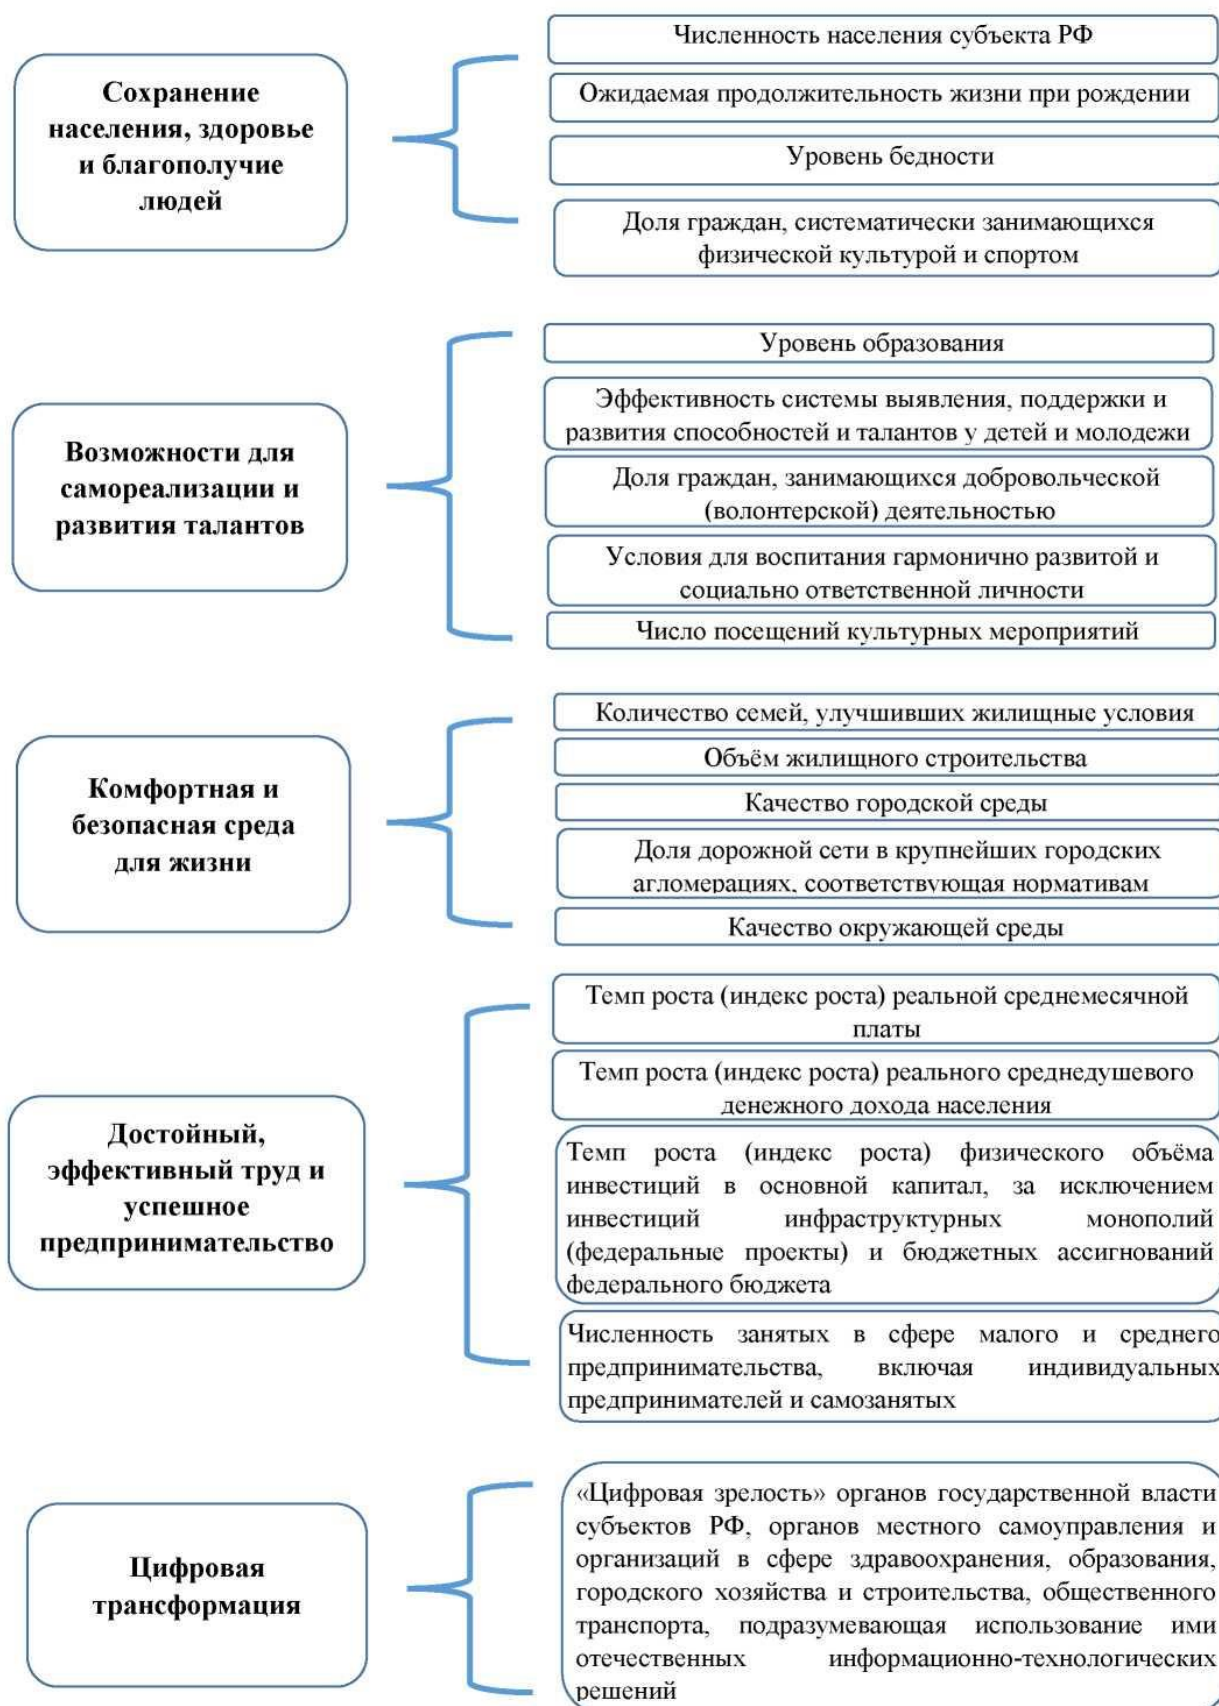 Сохранение
населения, здоровье
и благополучие
людей
Численность населения субъекта РФ
Ожидаемая продолжительность жизни при рождении
Уровень бедности
Доля граждан, систематически занимающихся
физической культурой и спортом
Возможности для
самореализации и
развития талантов
Уровень образования
Эффективность системы выявления, поддержки и
развития способностей и талантов у детей и молодежи
Доля граждан, занимающихся добровольческой
(волонтерской) деятельностью
Условия для воспитания гармонично развитой и
социально ответственной личности
Число посещений культурных мероприятий
Комфортная и
безопасная среда
для жизни
Количество семей, улучшивших жилищные условия
Объём жилищного строительства
Качество городской среды
Доля дорожной сети в крупнейших городских
агломерациях, соответствующая нормативам
Качество окружающей среды
Достойный,
эффективный труд и
успешное
предпринимательство
Темп роста (индекс роста) реальной среднемесячной
платы
Темп роста (индекс роста) реального среднедушевого
денежного дохода населения
Темп роста (индекс роста) физического объёма
инвестиций в основной капитал, за исключением
инвестиций инфраструктурных монополий
(федеральные проекты) и бюджетных ассигнований
федерального бюджета
Численность занятых в сфере малого и среднего
предпринимательства, включая индивидуальных
предпринимателей и самозанятых
Цифровая
трансформация
«Цифровая зрелость» органов государственной власти
субъектов РФ, органов местного самоуправления и
организаций в сфере здравоохранения, образования,
городского хозяйства и строительства, общественного
транспорта, подразумевающая использование ими
отечественных информационно-технологических
решений